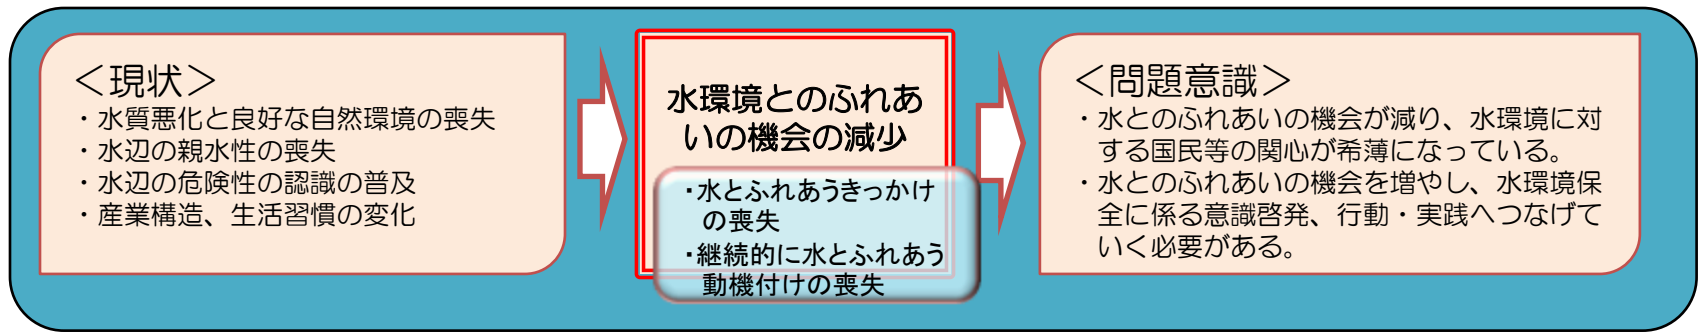 ＜現状＞
・水質悪化と良好な自然環境の喪失
・水辺の親水性の喪失
・水辺の危険性の認識の普及
・産業構造、生活習慣の変化
水環境とのふれあ
いの機会の減少
・水とふれあうきっかけ
の喪失
・継続的に水とふれあう
動機付けの喪失
＜問題意識＞
・水とのふれあいの機会が減り、水環境に対
する国民等の関心が希薄になっている。
・水とのふれあいの機会を増やし、水環境保
全に係る意識啓発、行動・実践へつなげて
いく必要がある。